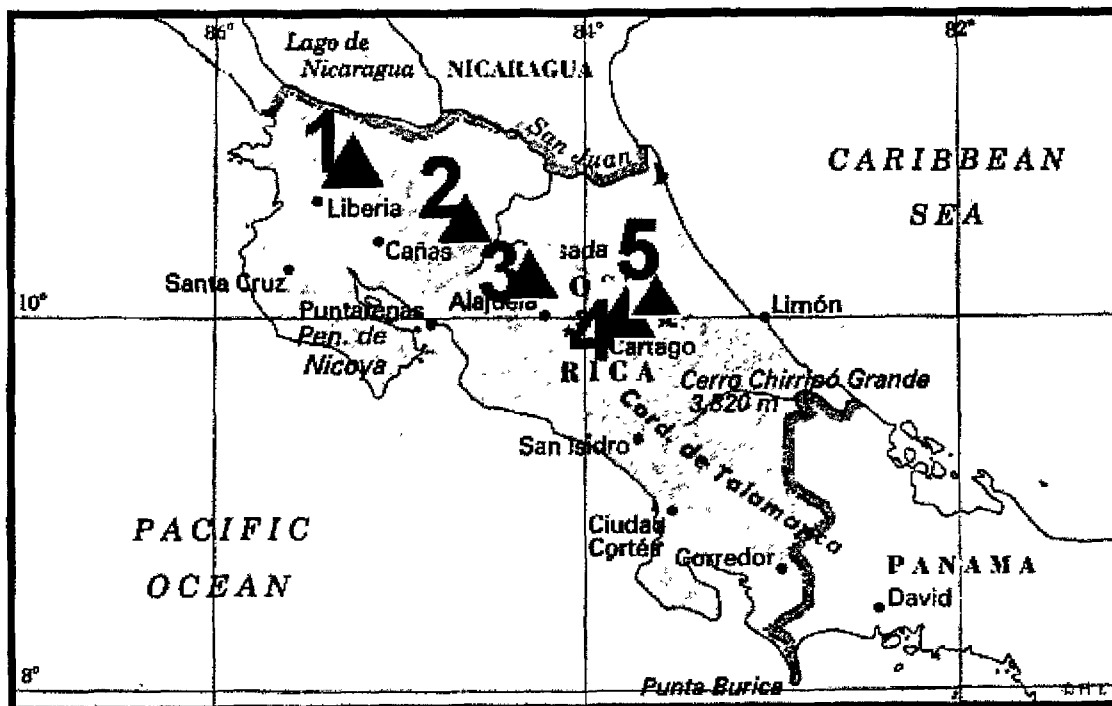 86°
84°
82°
Lago de
Nicaragua
NICARAGUA
San Juan
CARIBBEAN
SEA
1
2
3
4
5
Liberia
Cañas
sada
Santa Cruz
10°
Puntarenas
Alajuela
Limón
Pen. de
Nicoya
Cartago
RICA
Cerro Chirripó Grande
3,820 m
Cord. de Talamanca
San Isidro
PACIFIC
OCEAN
Ciudad
Cortés
Corredor
PANAMA
David
8°
Punta Burica